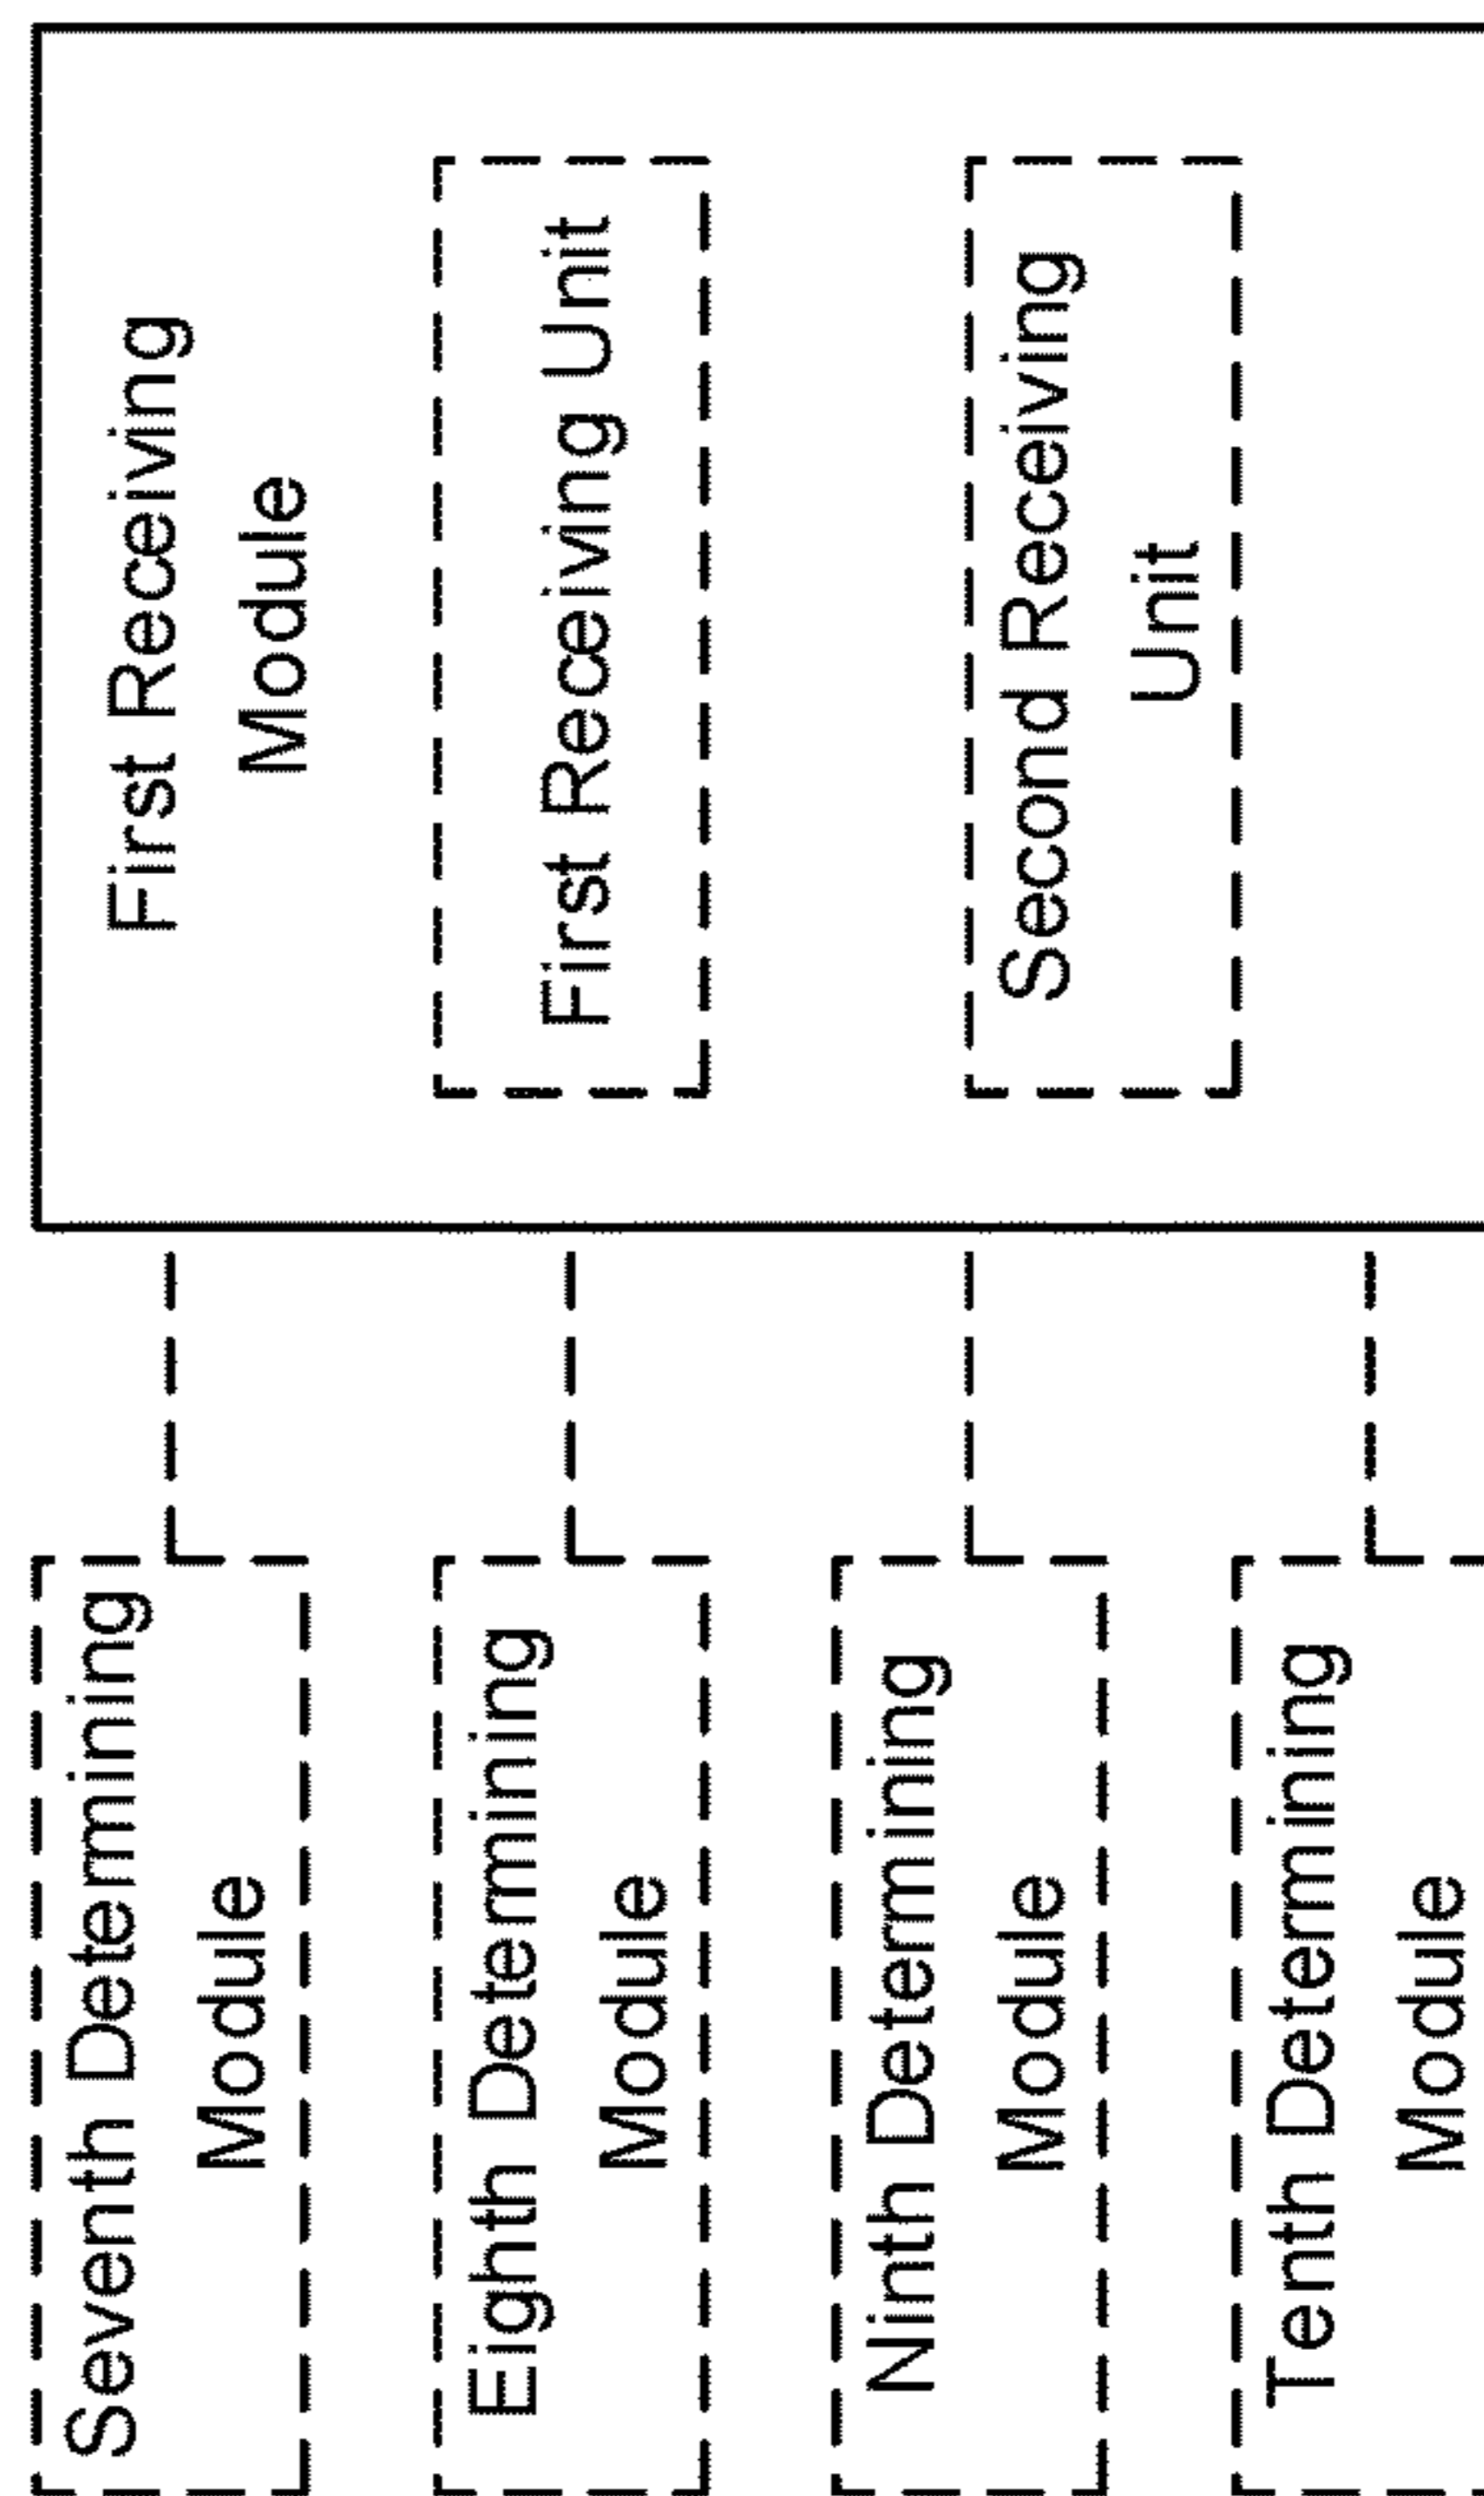 First Receiving
Module
First Receiving Unit
Second Receiving
Unit
Seventh Determining
Module
Eighth Determining
Module
Ninth Determining
Module
Tenth Determining
Module